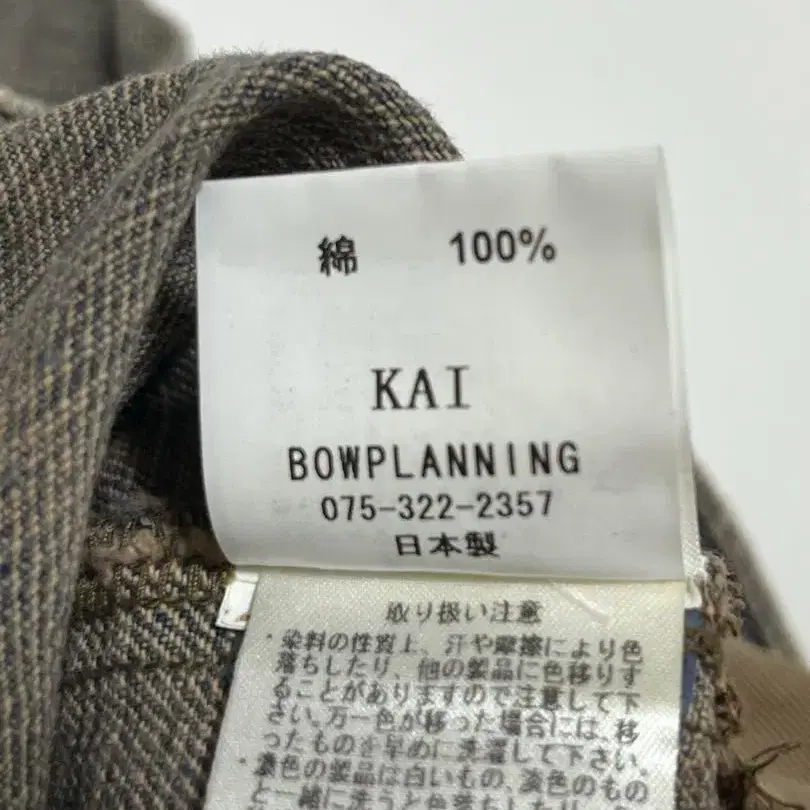 綿 100%
KAI
BOWPLANNING
075-322-2357
日本製
取り扱い注意
・染料の性質上、汗や摩擦により色
落ちしたり、他の製品に色移りす
ることがありますので注意して下
さい。万一色が移った場合には、移
ったものを早めに洗濯して下さい。
・濃色の製品は白いもの、淡色のもの
と一緒に洗うと色落ちした